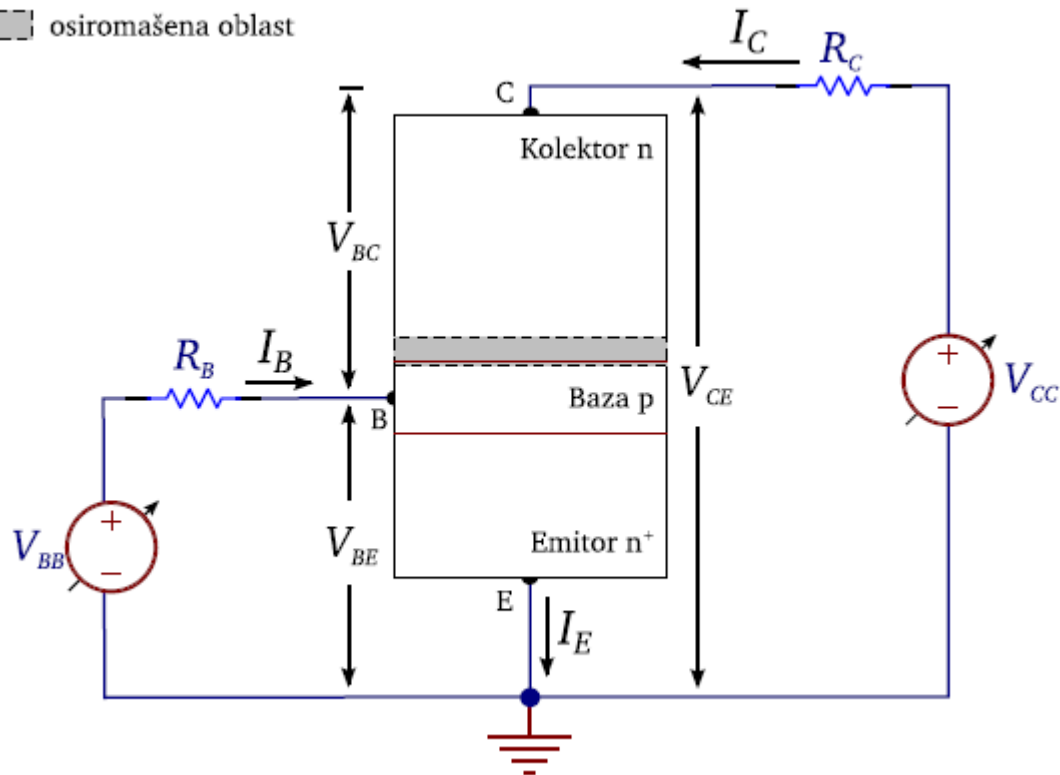 osiromašena oblast
I_C
R_C
C
Kolektor n
V_BC
I_B
R_B
V_CE
V_CC
+
−
Baza p
B
+
−
V_BB
V_BE
Emitor n⁺
E
I_E